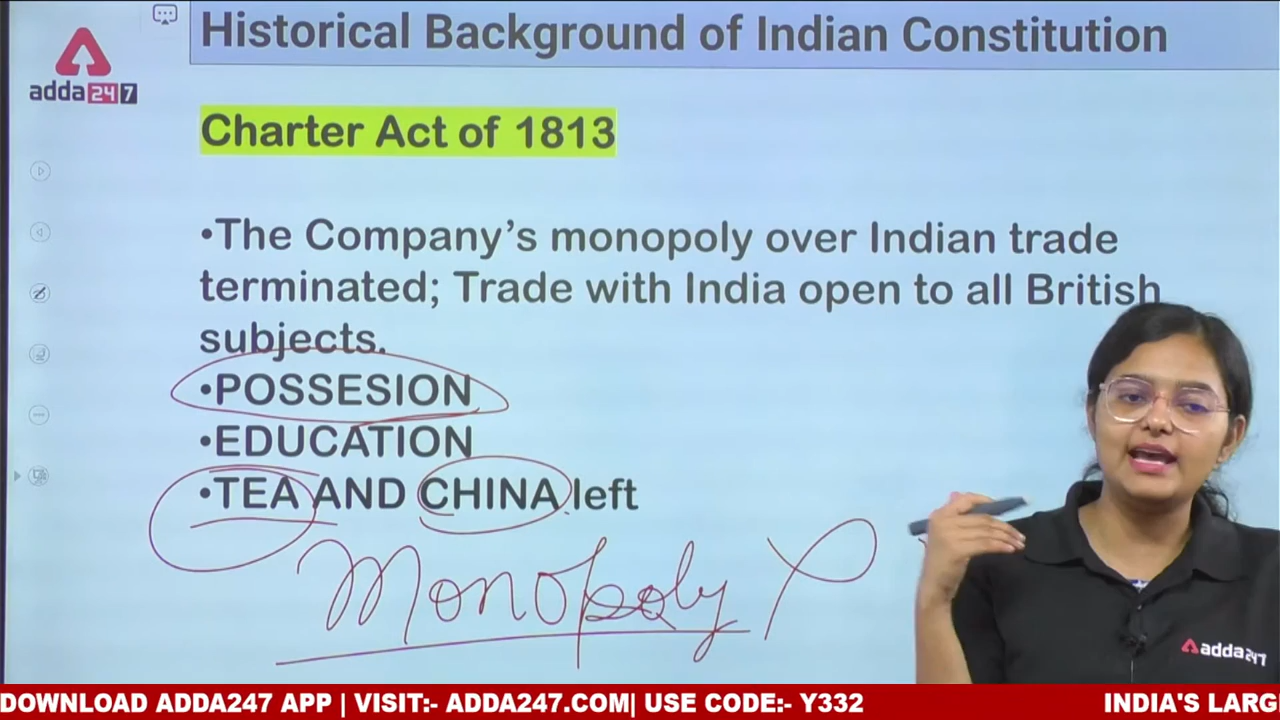 Historical Background of Indian Constitution
adda247
Charter Act of 1813
•The Company's monopoly over Indian trade
terminated; Trade with India open to all British
subjects.
•POSSESION
•EDUCATION
•TEA AND CHINA left
Monopoly X
adda247
DOWNLOAD ADDA247 APP | VISIT:- ADDA247.COM| USE CODE:- Y332
INDIA'S LARG